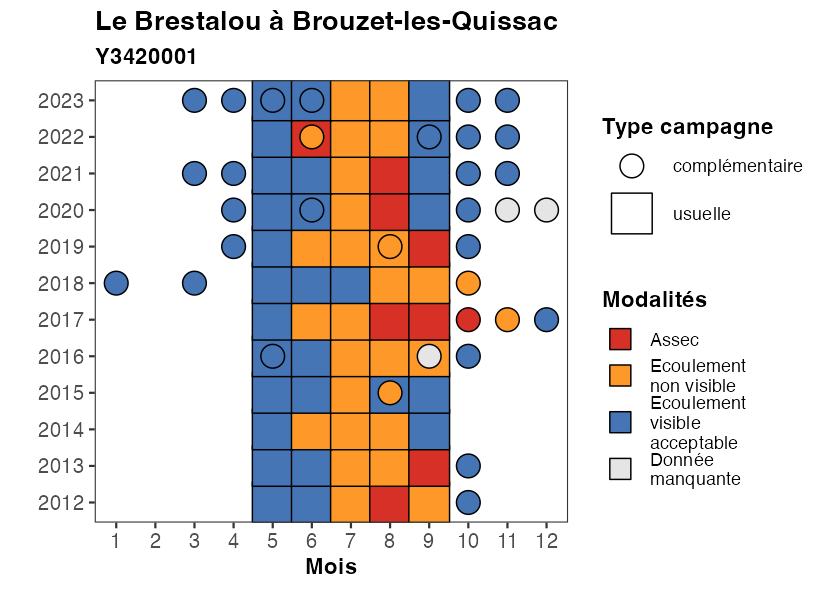 Le Brestalou à Brouzet-les-Quissac
Y3420001
2023
2022
2021
2020
2019
2018
2017
2016
2015
2014
2013
2012
1 2 3 4 5 6 7 8 9 10 11 12
Mois
Type campagne
complémentaire
usuelle
Modalités
Assec
Ecoulement
non visible
Ecoulement
visible
acceptable
Donnée
manquante